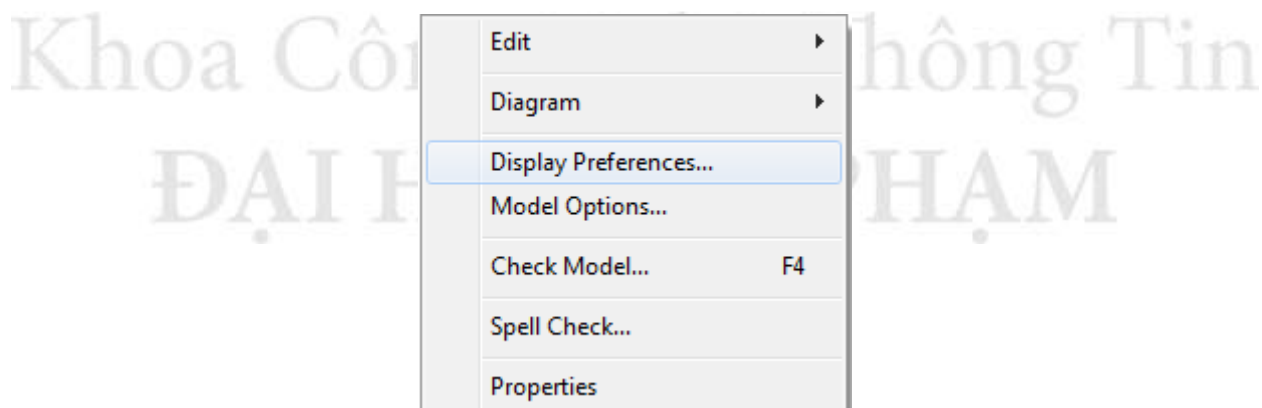 Khoa Côn
hông Tin
Edit
Diagram
ĐẠI H
PHẠM
Display Preferences...
Model Options...
Check Model... F4
Spell Check...
Properties